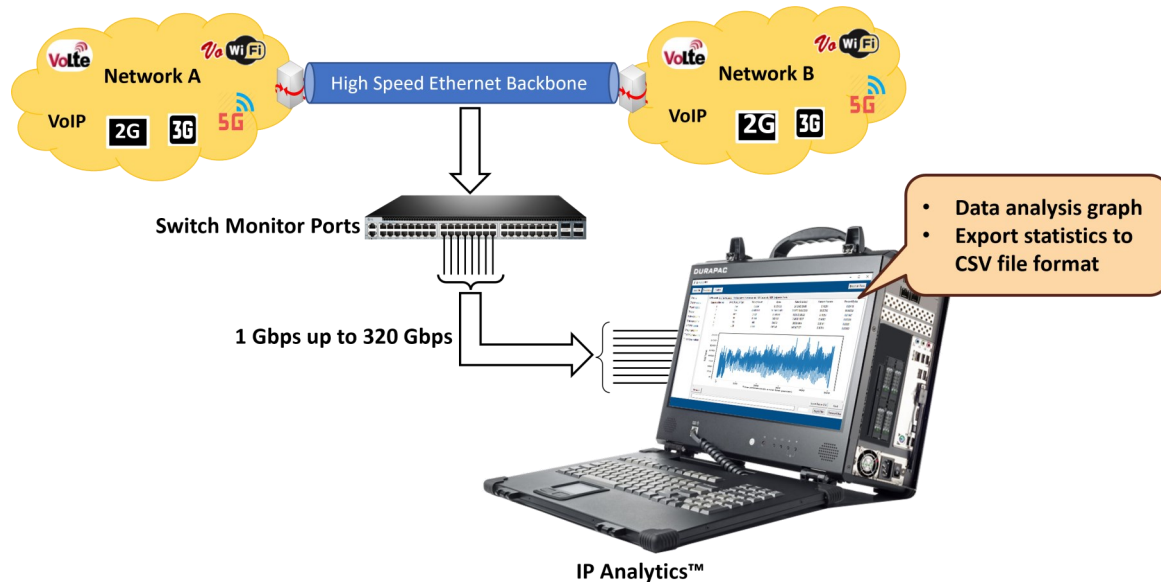 VoLte
Vo WiFi
Network A
VoIP
2G
3G
5G
High Speed Ethernet Backbone
VoLte
Vo WiFi
Network B
VoIP
2G
3G
5G
Switch Monitor Ports
1 Gbps up to 320 Gbps
• Data analysis graph
• Export statistics to
CSV file format
DURAPAC
IP Analytics™